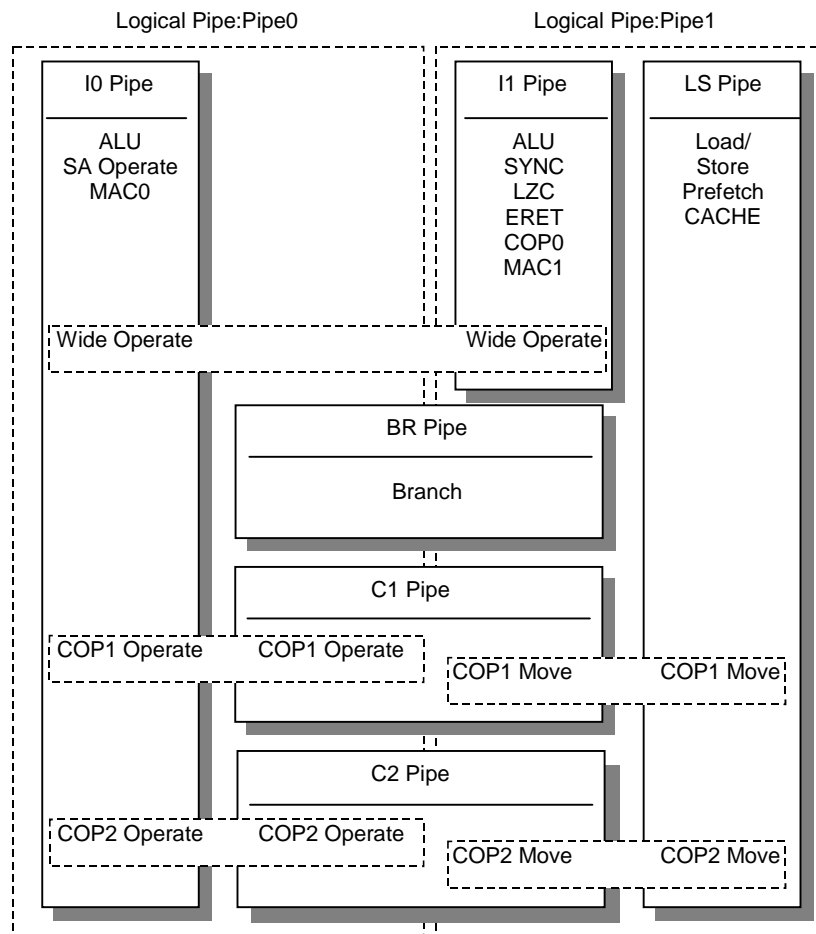 Logical Pipe:Pipe0
Logical Pipe:Pipe1
I0 Pipe
ALU
SA Operate
MAC0
I1 Pipe
ALU
SYNC
LZC
ERET
COP0
MAC1
LS Pipe
Load/
Store
Prefetch
CACHE
Wide Operate
Wide Operate
BR Pipe
Branch
C1 Pipe
COP1 Operate
COP1 Operate
COP1 Move
COP1 Move
C2 Pipe
COP2 Operate
COP2 Operate
COP2 Move
COP2 Move